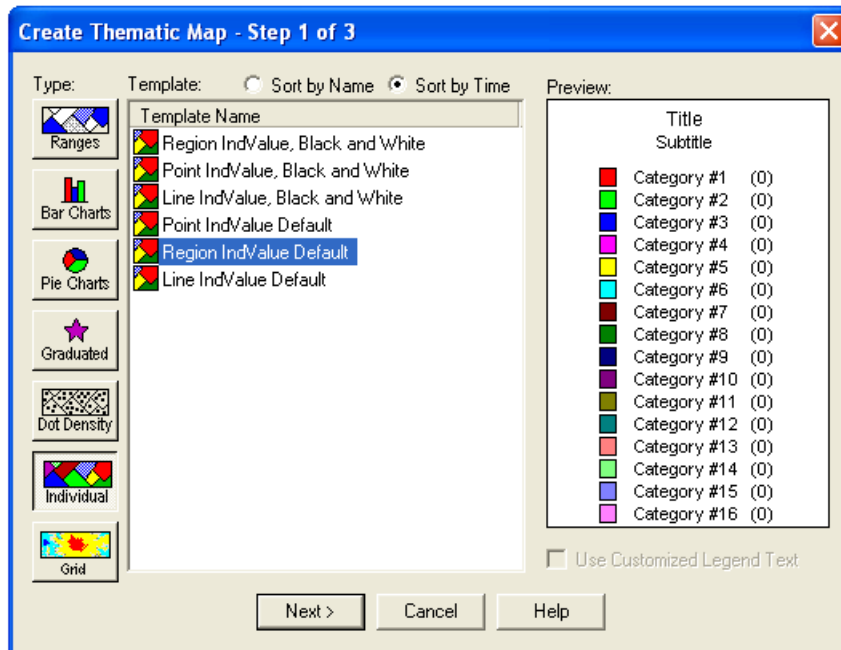 Create Thematic Map - Step 1 of 3
Type:
Ranges
Bar Charts
Pie Charts
Graduated
Dot Density
Individual
Grid
Template:
Sort by Name
Sort by Time
Template Name
Region IndValue, Black and White
Point IndValue, Black and White
Line IndValue, Black and White
Point IndValue Default
Region IndValue Default
Line IndValue Default
Preview:
Title
Subtitle
Category #1 (0)
Category #2 (0)
Category #3 (0)
Category #4 (0)
Category #5 (0)
Category #6 (0)
Category #7 (0)
Category #8 (0)
Category #9 (0)
Category #10 (0)
Category #11 (0)
Category #12 (0)
Category #13 (0)
Category #14 (0)
Category #15 (0)
Category #16 (0)
Use Customized Legend Text
Next >
Cancel
Help